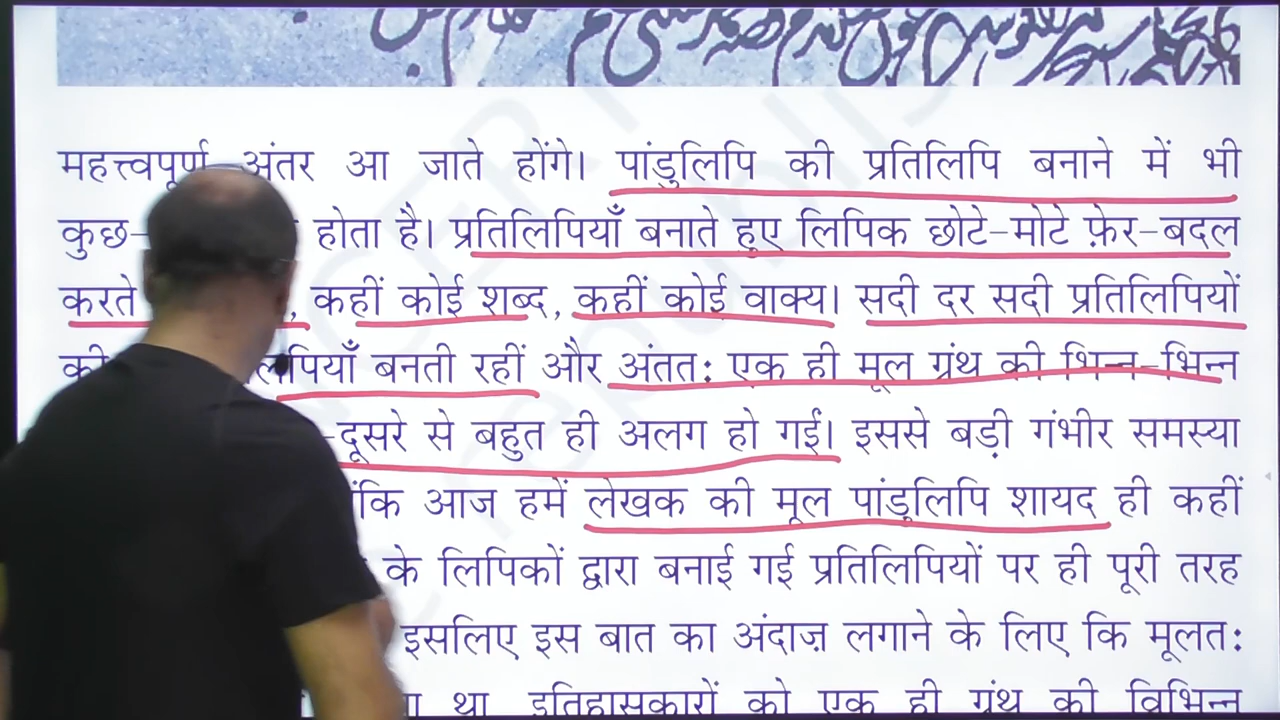 महत्त्वपूर्ण अंतर आ जाते होंगे। पांडुलिपि की प्रतिलिपि बनाने में भी
कुछ- होता है। प्रतिलिपियाँ बनाते हुए लिपिक छोटे-मोटे फ़ेर-बदल
करते , कहीं कोई शब्द, कहीं कोई वाक्य। सदी दर सदी प्रतिलिपियों
की बनती रहीं और अंतत: एक ही मूल ग्रंथ की भिन्न-भिन्न
-दूसरे से बहुत ही अलग हो गईं। इससे बड़ी गंभीर समस्या
आज हमें लेखक की मूल पांडुलिपि शायद ही कहीं
के लिपिकों द्वारा बनाई गई प्रतिलिपियों पर ही पूरी तरह
इसलिए इस बात का अंदाज़ लगाने के लिए कि मूलत:
था इतिहासकारों को एक ही ग्रंथ की विभिन्न